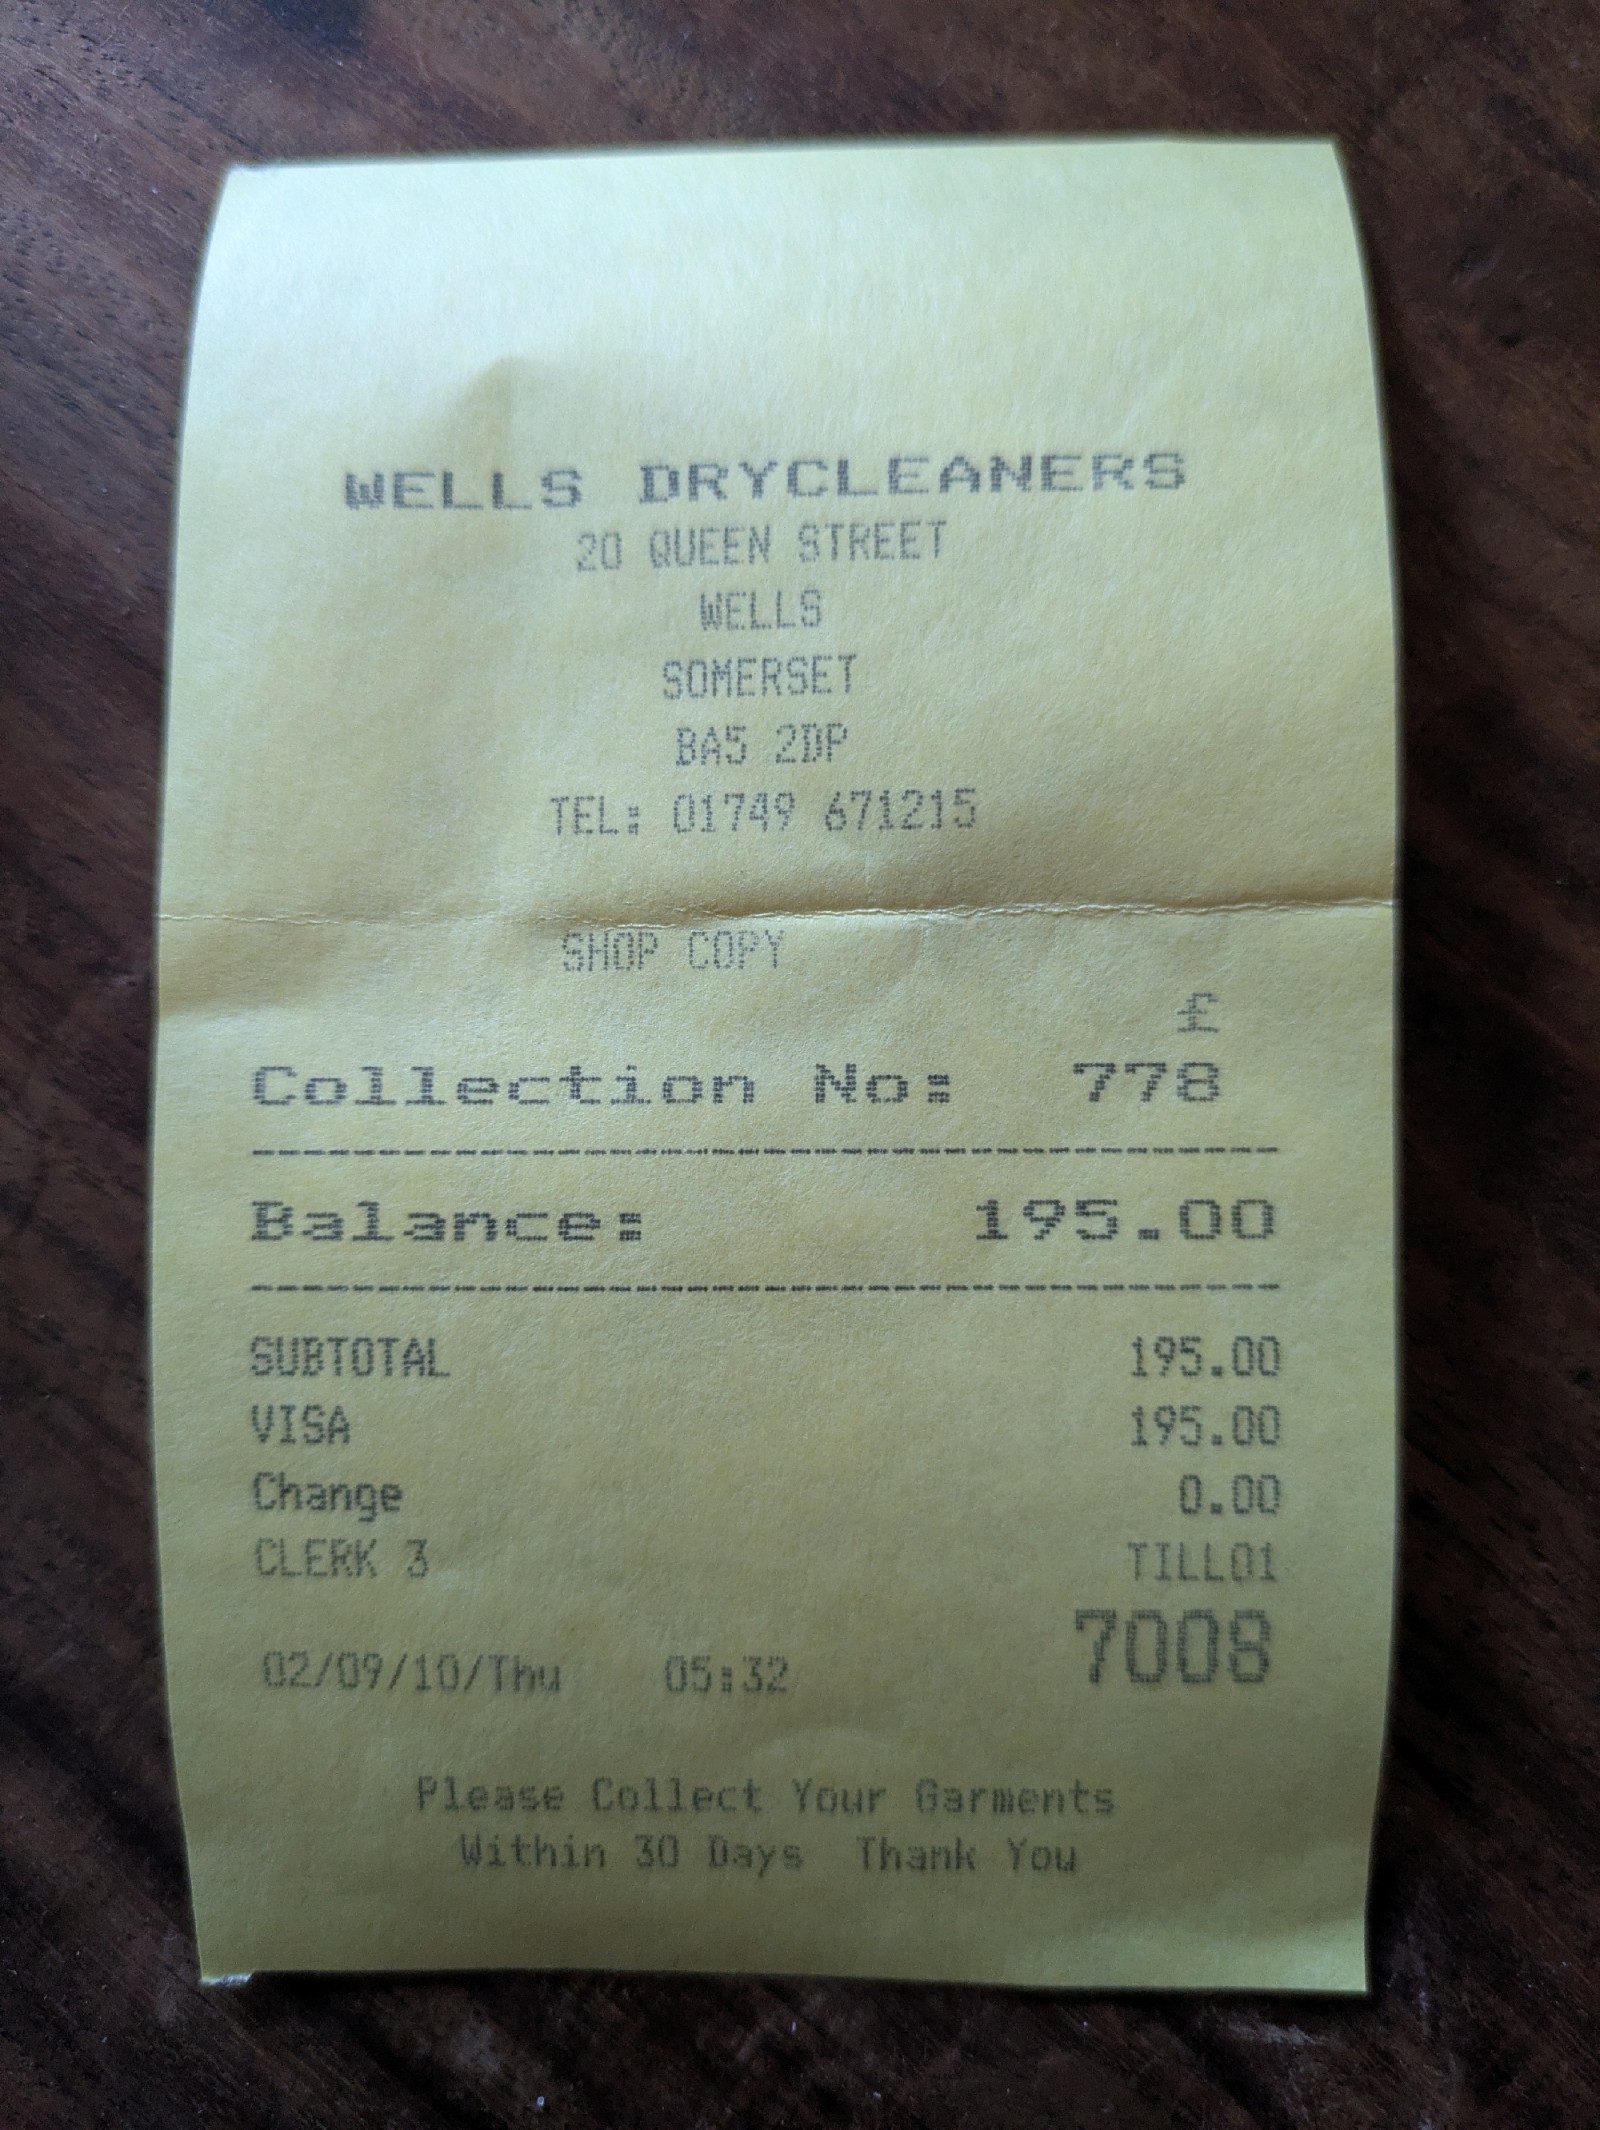 WELLS DRYCLEANERS
20 QUEEN STREET
WELLS
SOMERSET
BA5 2DP
TEL: 01749 671215
SHOP COPY
£
Collection No: 778
Balance: 195.00
SUBTOTAL 195.00
VISA 195.00
Change 0.00
CLERK 3 TILL01
02/09/10/Thu 05:32 7008
Please Collect Your Garments
Within 30 Days Thank You